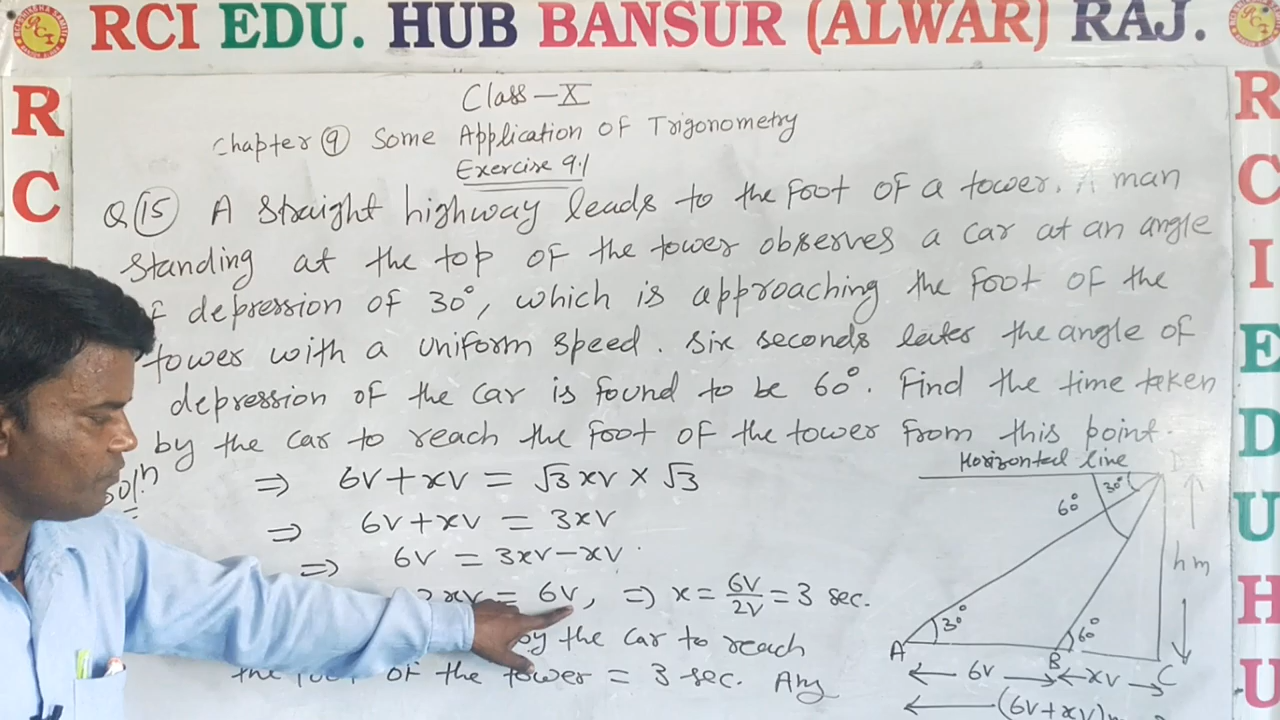 RCI EDU. HUB BANSUR (ALWAR) RAJ.
R
C
Class - X
Chapter ⑨ Some Application of Trigonometry
Exercise 9.1
Q ⑮ A straight highway leads to the foot of a tower. A man
standing at the top of the tower observes a car at an angle
depression of 30°, which is approaching the foot of the
tower with a uniform speed. Six seconds later the angle of
depression of the car is found to be 60°. Find the time taken
by the car to reach the foot of the tower from this point.
⇒ 6v + xv = √3 xv × √3
⇒ 6v + xv = 3xv
⇒ 6v = 3xv - xv
2xv = 6v, ⇒ x = 6v/2v = 3 sec.
by the car to reach
the foot of the tower = 3 sec. Ans
Horizontal line
30°
60°
h m
30°
60°
A B C
6v xv
(6v+xv)
R
C
I
E
D
U
H
U